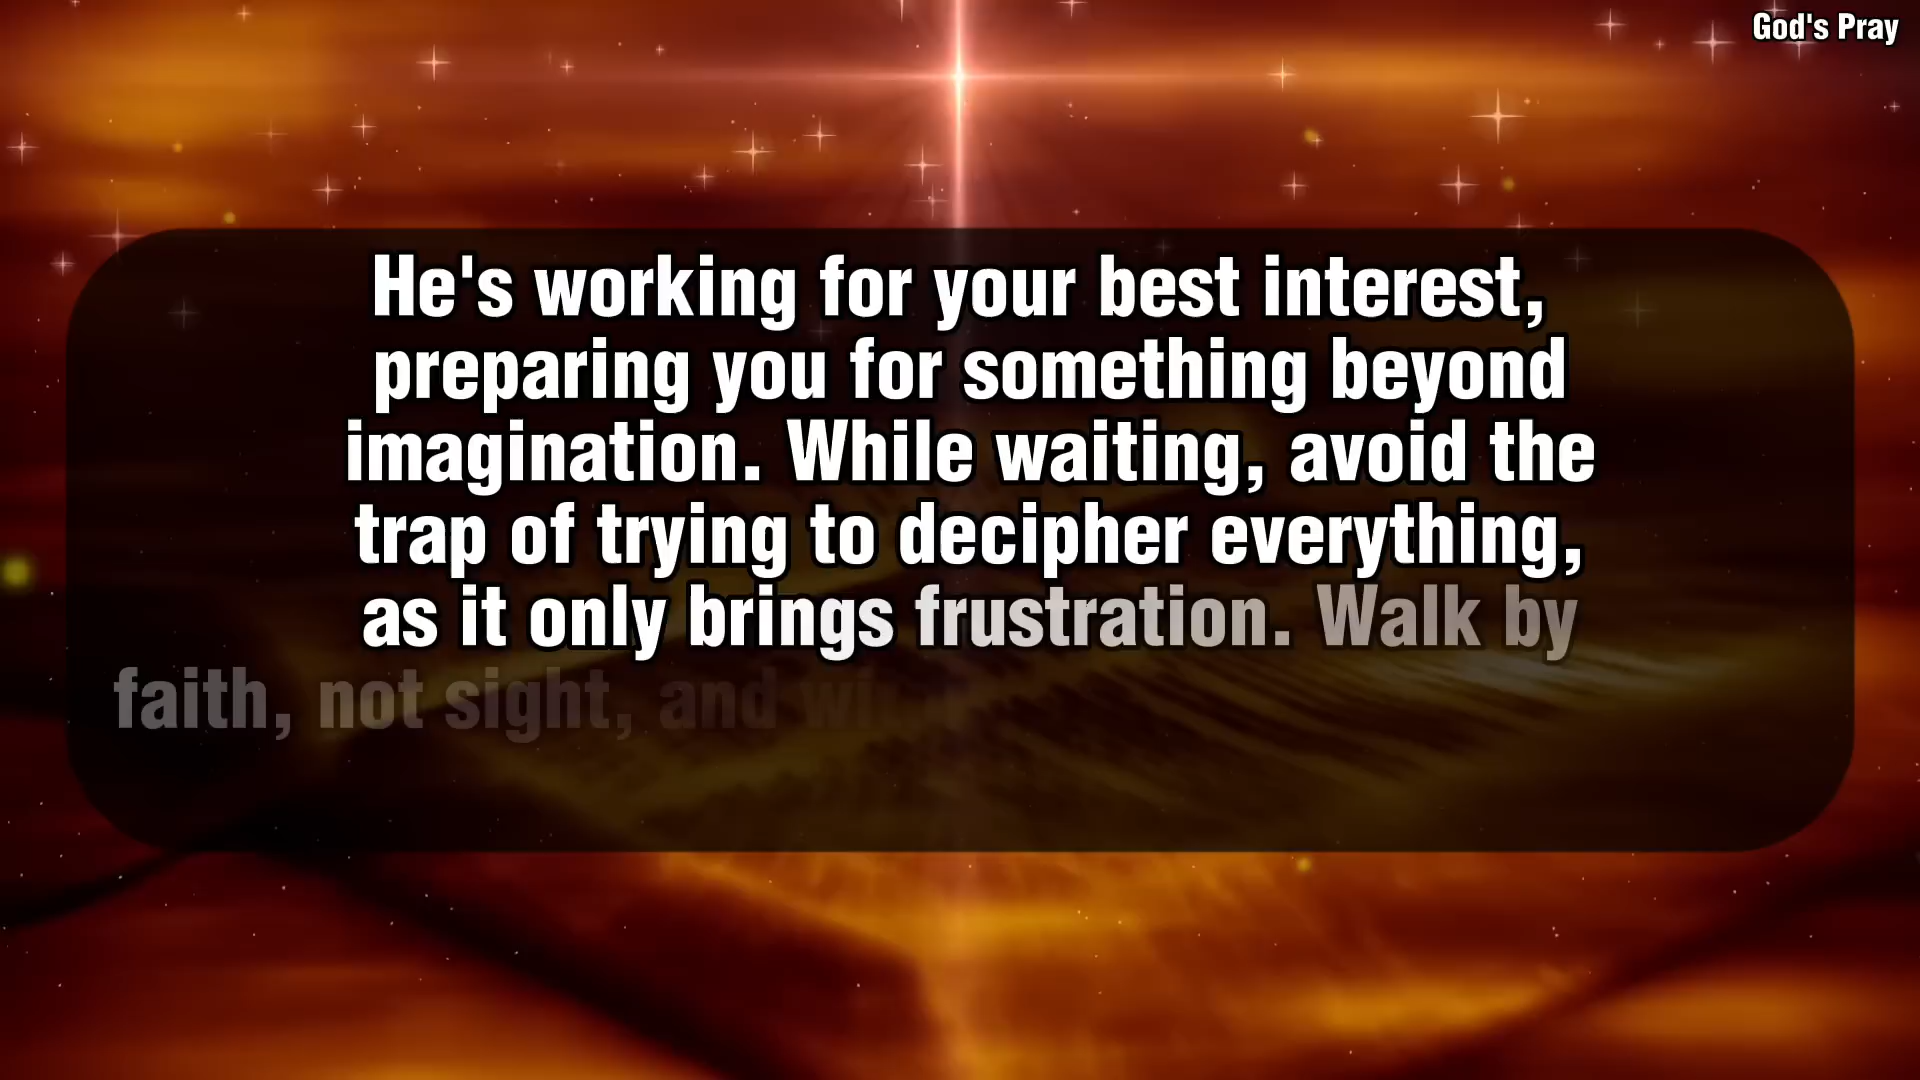 God's Pray
He's working for your best interest,
preparing you for something beyond
imagination. While waiting, avoid the
trap of trying to decipher everything,
as it only brings frustration. Walk by
faith, not sight, and